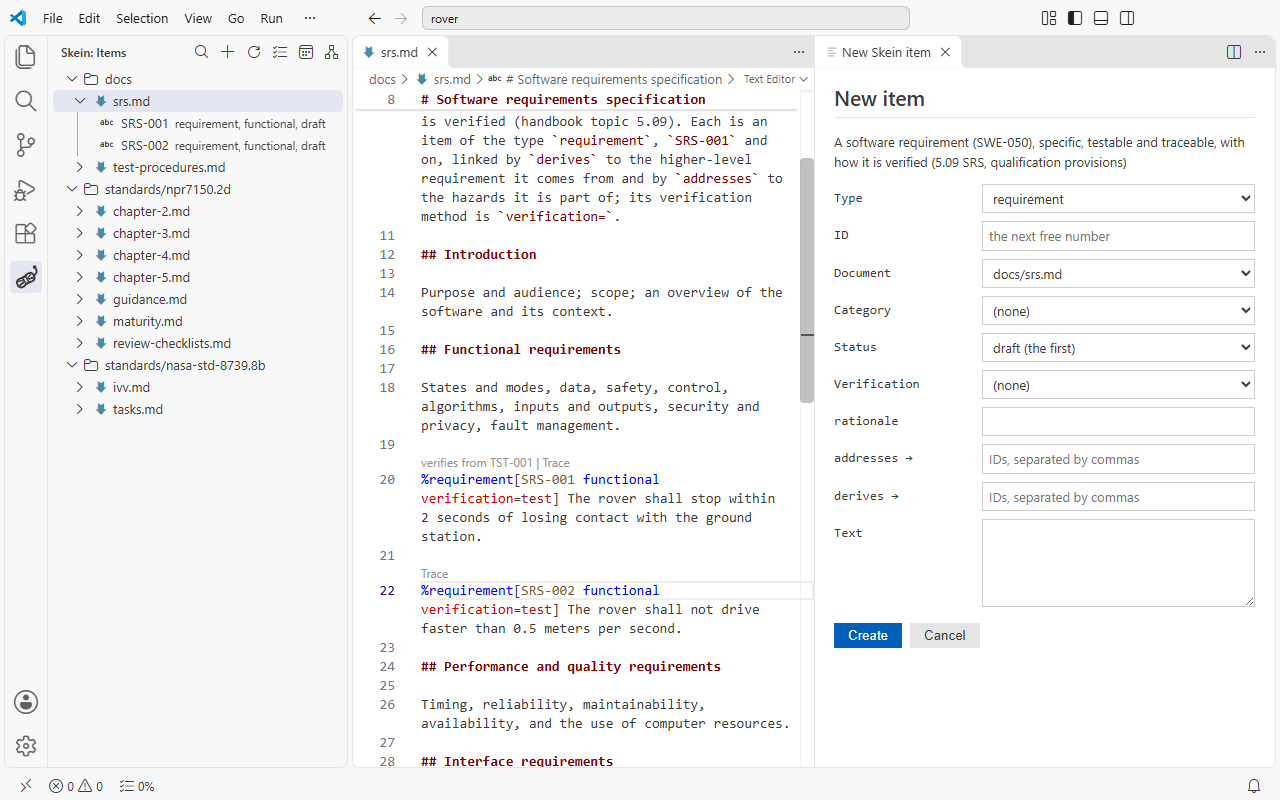 File Edit Selection View Go Run ···
rover
Skein: Items
docs
srs.md
abc SRS-001 requirement, functional, draft
abc SRS-002 requirement, functional, draft
test-procedures.md
standards/npr7150.2d
chapter-2.md
chapter-3.md
chapter-4.md
chapter-5.md
guidance.md
maturity.md
review-checklists.md
standards/nasa-std-8739.8b
ivv.md
tasks.md
0 0 0%
srs.md
docs > srs.md > abc # Software requirements specification > Text Editor
8 # Software requirements specification
is verified (handbook topic 5.09). Each is an
item of the type `requirement`, `SRS-001` and
on, linked by `derives` to the higher-level
requirement it comes from and by `addresses` to
the hazards it is part of; its verification
method is `verification=`.
11
12 ## Introduction
13
14 Purpose and audience; scope; an overview of the
software and its context.
15
16 ## Functional requirements
17
18 States and modes, data, safety, control,
algorithms, inputs and outputs, security and
privacy, fault management.
19
verifies from TST-001 | Trace
20 %requirement[SRS-001 functional
verification=test] The rover shall stop within
2 seconds of losing contact with the ground
station.
21
Trace
22 %requirement[SRS-002 functional
verification=test] The rover shall not drive
faster than 0.5 meters per second.
23
24 ## Performance and quality requirements
25
26 Timing, reliability, maintainability,
availability, and the use of computer resources.
27
28 ## Interface requirements
New Skein item
New item
A software requirement (SWE-050), specific, testable and traceable, with
how it is verified (5.09 SRS, qualification provisions)
Type requirement
ID the next free number
Document docs/srs.md
Category (none)
Status draft (the first)
Verification (none)
rationale
addresses → IDs, separated by commas
derives → IDs, separated by commas
Text
Create Cancel